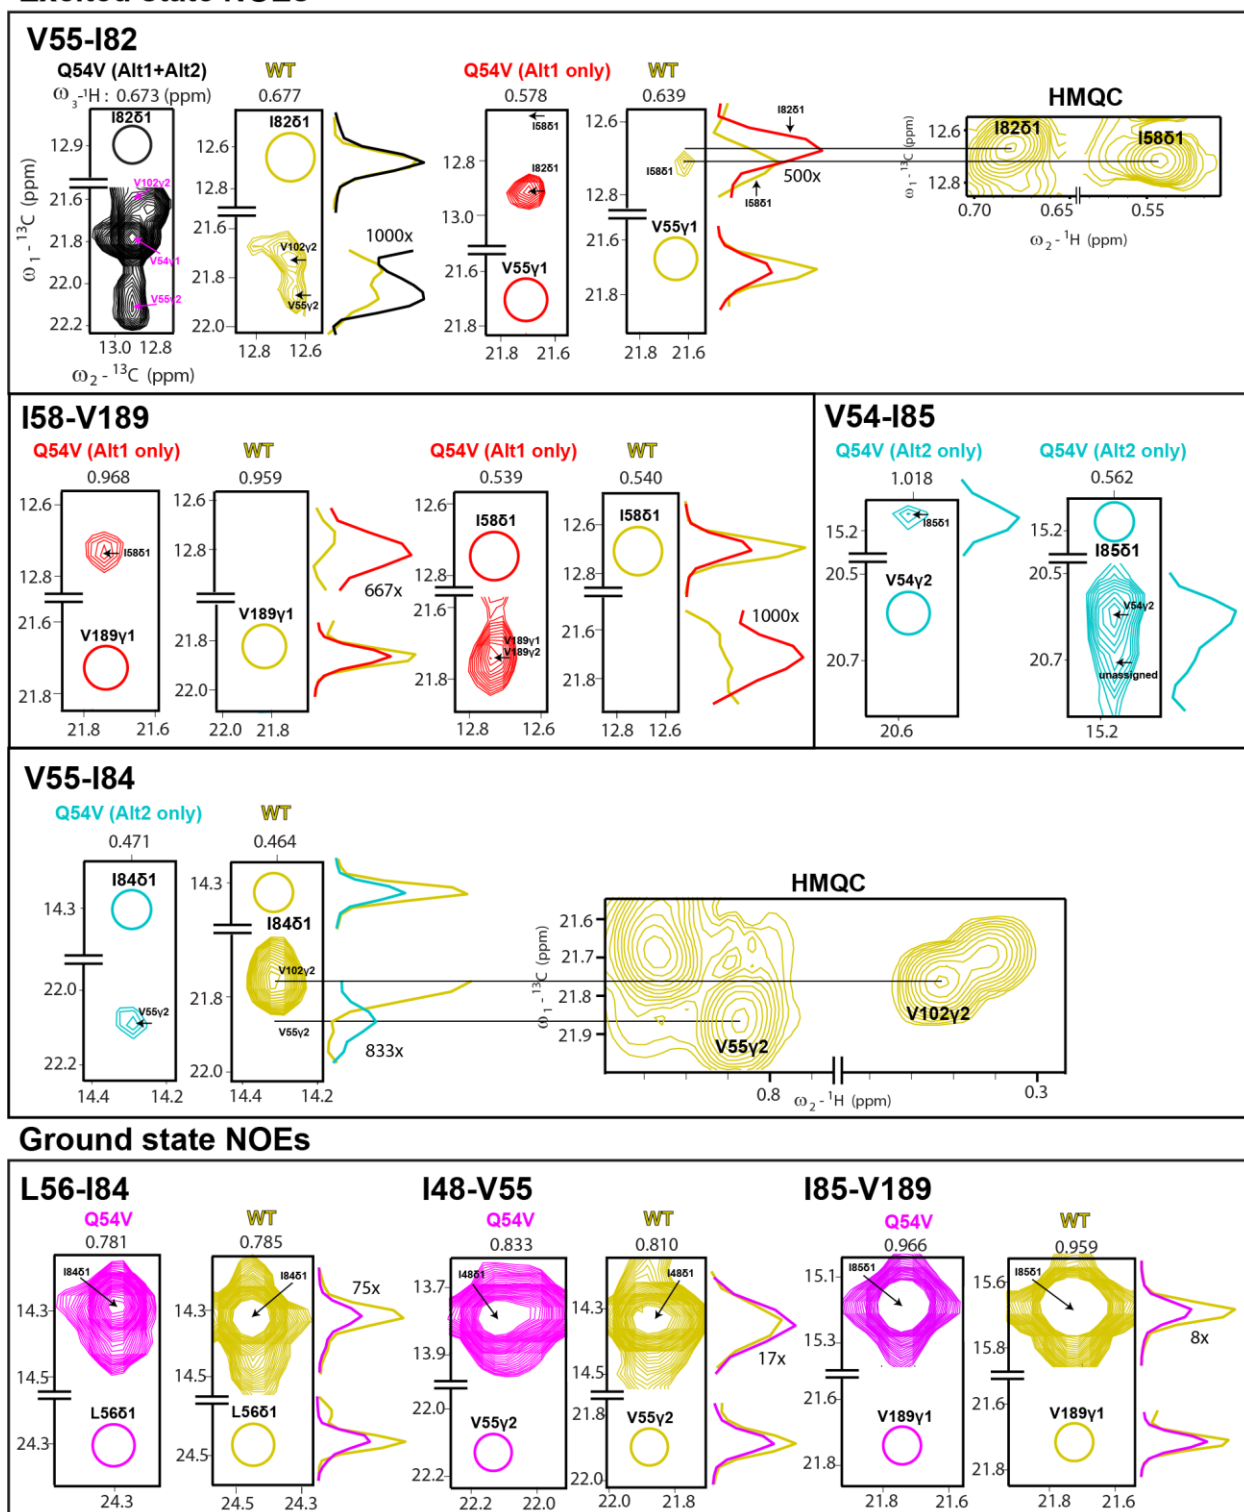 Excited state NOEs
V55-I82
Q54V (Alt1+Alt2)
ω3-1H : 0.673 (ppm)
WT
0.677
Q54V (Alt1 only)
0.578
WT
0.639
HMQC
I82δ1
12.9
V102γ2
21.6
21.8
V54γ1
22.0
V55γ2
22.2
13.0 12.8
ω1 - 13C (ppm)
ω2 - 13C (ppm)
I82δ1
12.6
12.8
21.6
V102γ2
21.8
V55γ2
22.0
12.8 12.6
1000x
I58δ1
12.8
I82δ1
13.0
21.6
V55γ1
21.8
21.8 21.6
12.6
I58δ1
12.8
21.6
V55γ1
21.8
21.8 21.6
I82δ1
500x
I58δ1
12.6
I82δ1
I58δ1
12.8
0.70 0.65 0.55
ω1 - 13C (ppm)
ω2 - 1H (ppm)
I58-V189
Q54V (Alt1 only)
0.968
WT
0.959
Q54V (Alt1 only)
0.539
WT
0.540
12.6
I58δ1
12.8
21.6
V189γ1
21.8
21.8 21.6
12.6
12.8
V189γ1
21.8
22.0
22.0 21.8
667x
12.6
I58δ1
12.8
21.6
V189γ1
V189γ2
21.8
12.8 12.6
I58δ1
12.6
12.8
21.6
21.8
12.8 12.6
1000x
V54-I85
Q54V (Alt2 only)
1.018
Q54V (Alt2 only)
0.562
I85δ1
15.2
20.5
V54γ2
20.7
20.6
15.2
I85δ1
20.5
V54γ2
20.7
unassigned
15.2
V55-I84
Q54V (Alt2 only)
0.471
WT
0.464
I84δ1
14.3
22.0
V55γ2
22.2
14.4 14.2
14.3
I84δ1
V102γ2
21.8
V55γ2
22.0
14.4 14.2
833x
HMQC
21.6
21.7
21.8
21.9
V55γ2
V102γ2
0.8 0.3
ω1 - 13C (ppm)
ω2 - 1H (ppm)
Ground state NOEs
L56-I84
Q54V
0.781
WT
0.785
I84δ1
14.3
14.5
L56δ1
24.3
24.3
I84δ1
14.3
14.5
L56δ1
24.5
24.5 24.3
75x
I48-V55
Q54V
0.833
WT
0.810
13.7
I48δ1
13.9
22.0
V55γ2
22.2
22.2 22.0
I48δ1
14.3
14.5
21.8
V55γ2
22.0
22.0 21.8
17x
I85-V189
Q54V
0.966
WT
0.959
15.1
I85δ1
15.3
21.6
V189γ1
21.8
21.8 21.6
I85δ1
15.6
15.8
21.6
V189γ1
21.8
21.8 21.6
8x